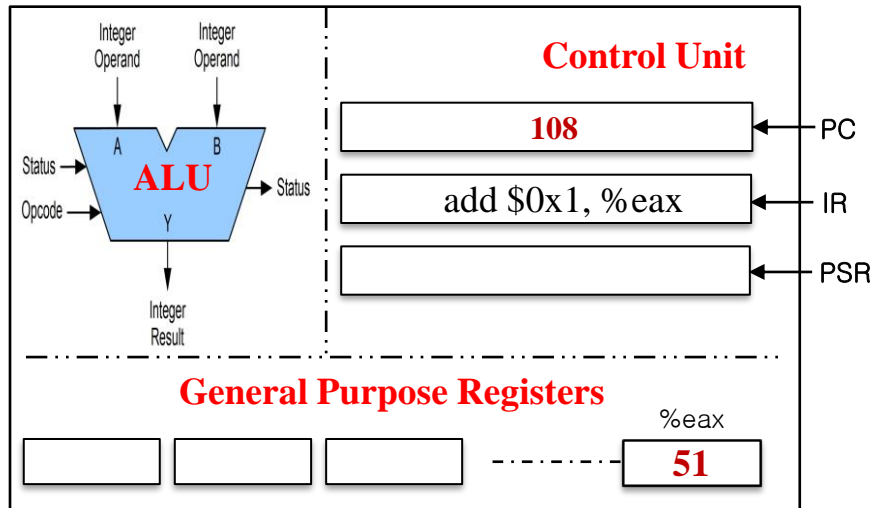 Integer
Operand
Integer
Operand
A
B
Status
ALU
Status
Opcode
Y
Integer
Result
Control Unit
108
PC
add $0x1, %eax
IR
PSR
General Purpose Registers
%eax
51